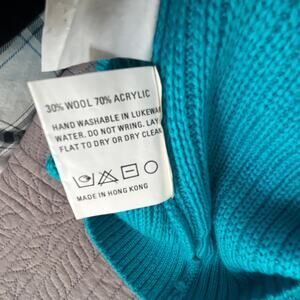 30% WOOL 70% ACRYLIC
HAND WASHABLE IN
WATER. DO NOT WRING. LAY
FLAT TO DRY OR DRY CLEAN
MADE IN HONG KONG